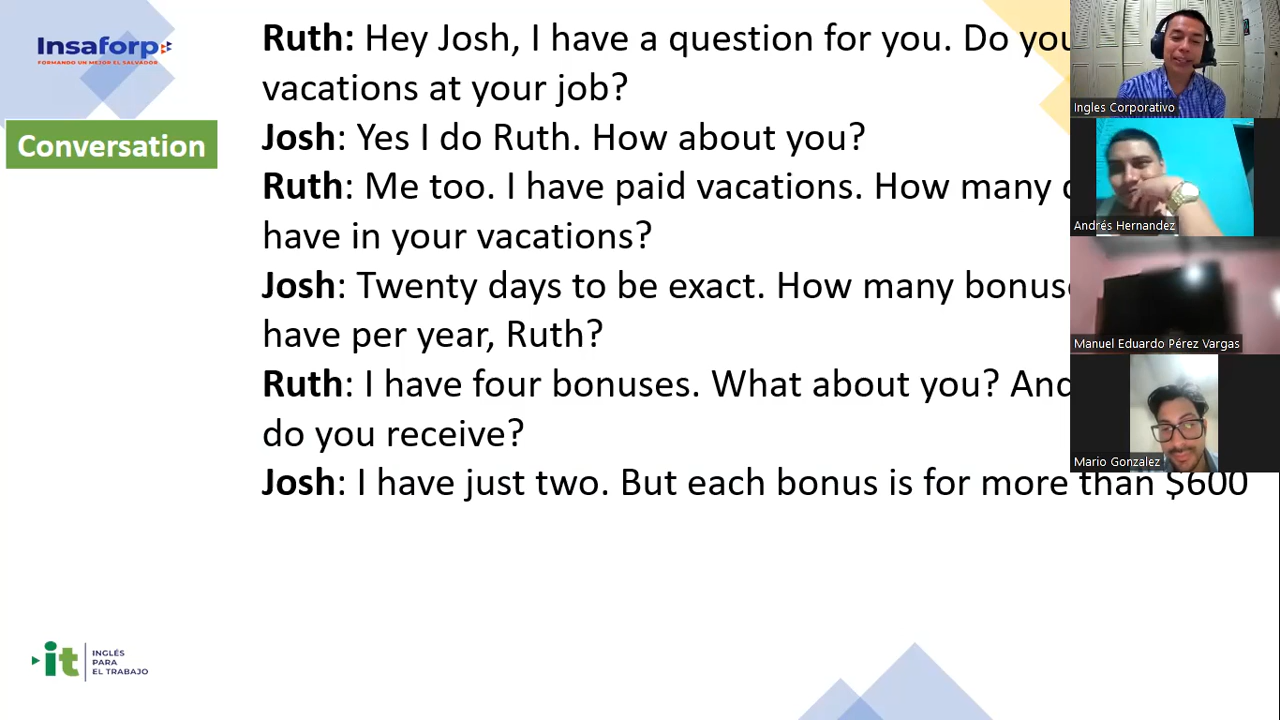 Insaforp
FORMANDO UN MEJOR EL SALVADOR
Conversation
Ruth: Hey Josh, I have a question for you. Do you
vacations at your job?
Josh: Yes I do Ruth. How about you?
Ruth: Me too. I have paid vacations. How many
have in your vacations?
Josh: Twenty days to be exact. How many
have per year, Ruth?
Ruth: I have four bonuses. What about you? And
do you receive?
Josh: I have just two. But each bonus is for more than $600
Ingles Corporativo
Andrés Hernandez
Manuel Eduardo Pérez Vargas
Mario Gonzalez
it
INGLÉS
PARA
EL TRABAJO